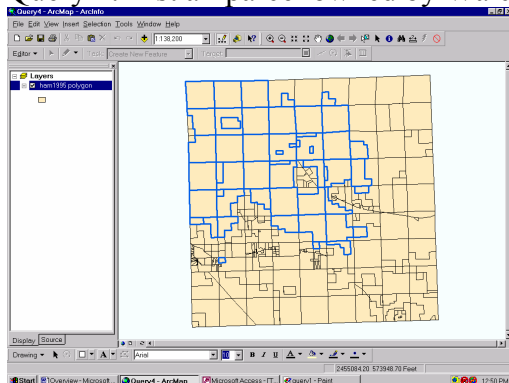 Query4 - ArcMap - ArcInfo
File Edit View Insert Selection Tools Window Help
1:138,200
Editor Task: Create New Feature Target:
Layers
ham1995 polygon
Display Source
Drawing A Arial 10 B I U A
2455084.20 573948.70 Feet
Start Overview - Microsoft... Query4 - ArcMap ... Microsoft Access - [T... query1 - Paint 12:50 PM